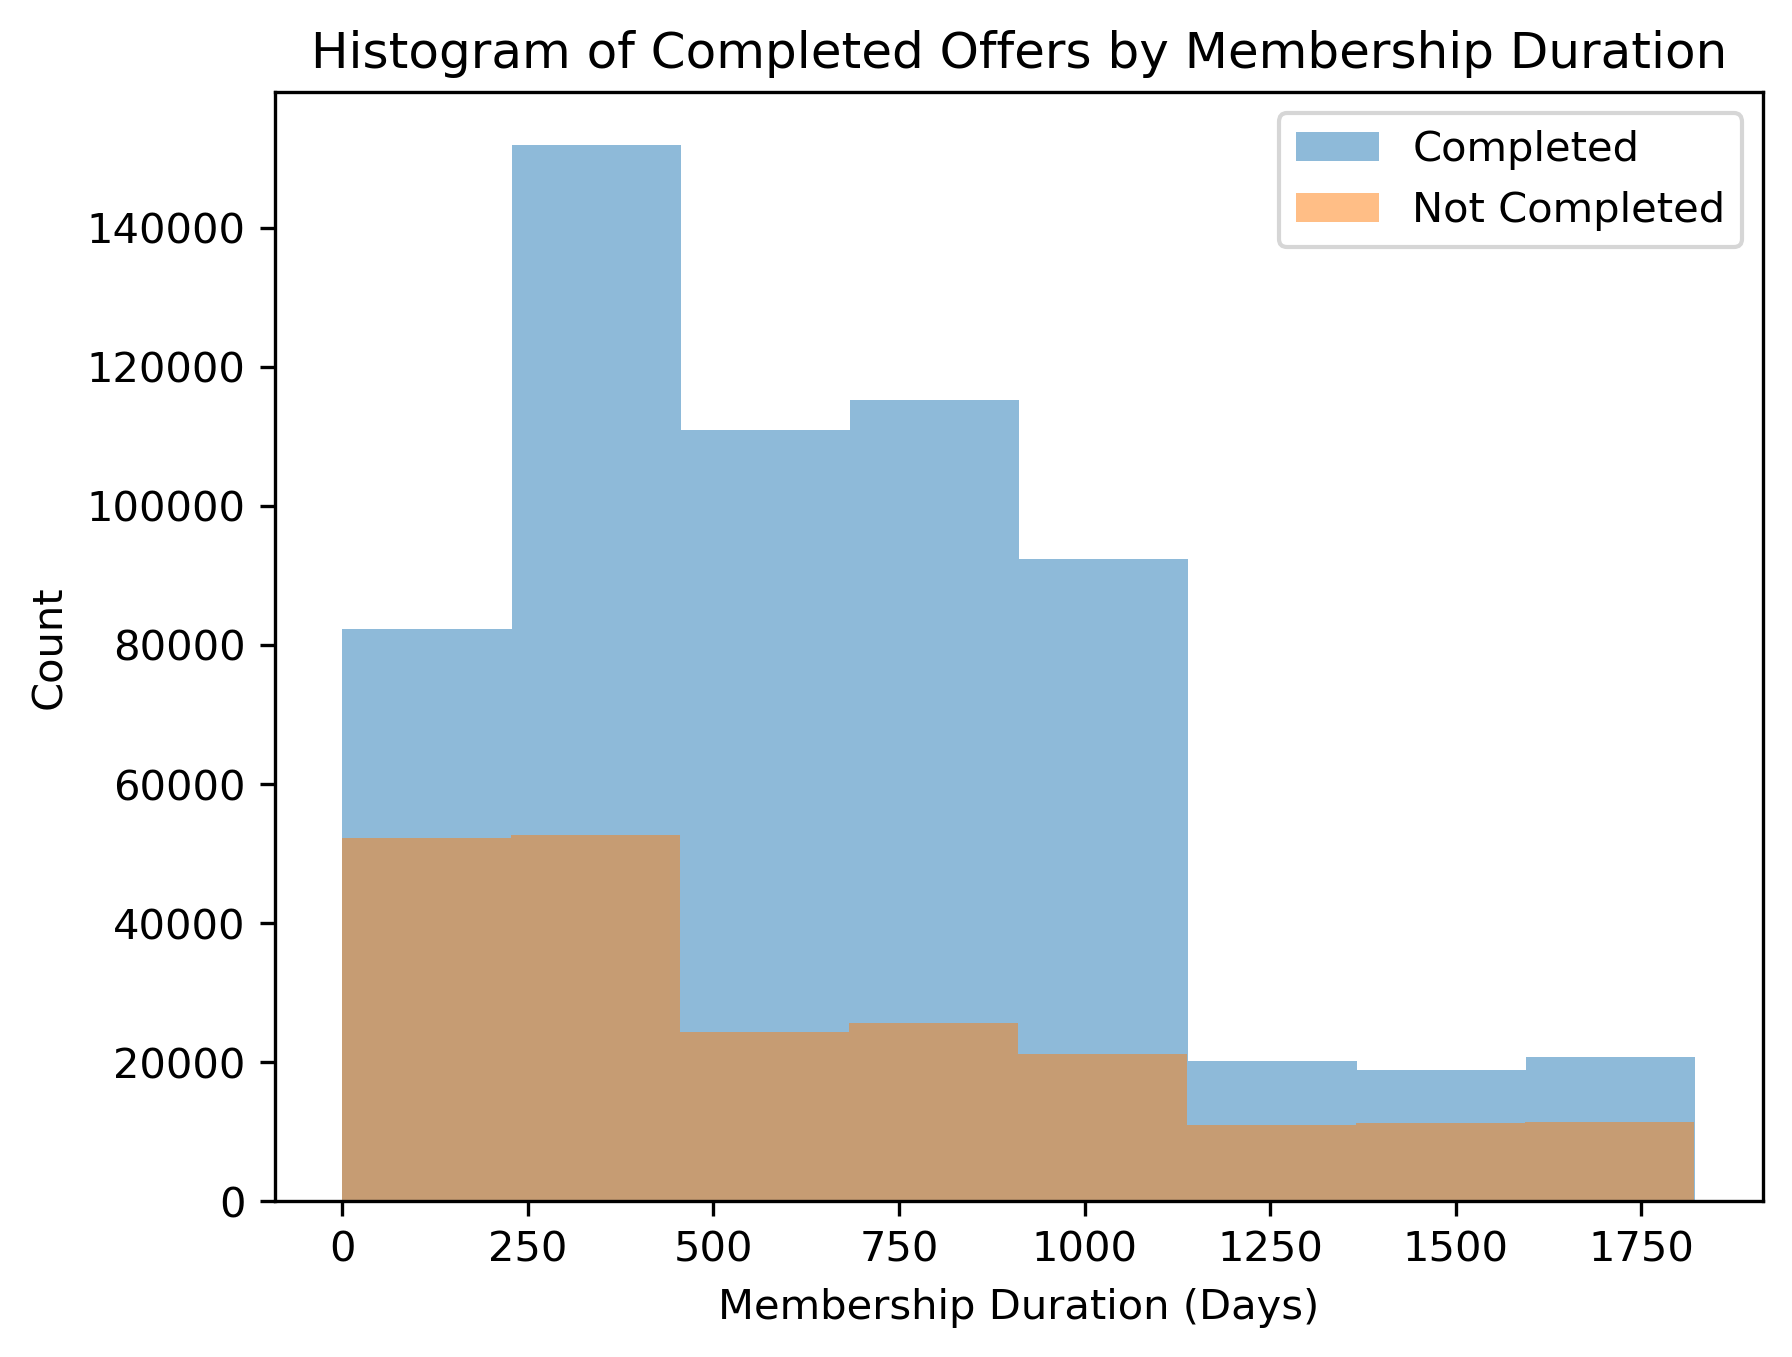 Histogram of Completed Offers by Membership Duration
Completed
Not Completed
140000
120000
100000
80000
60000
40000
20000
0
Count
0 250 500 750 1000 1250 1500 1750
Membership Duration (Days)